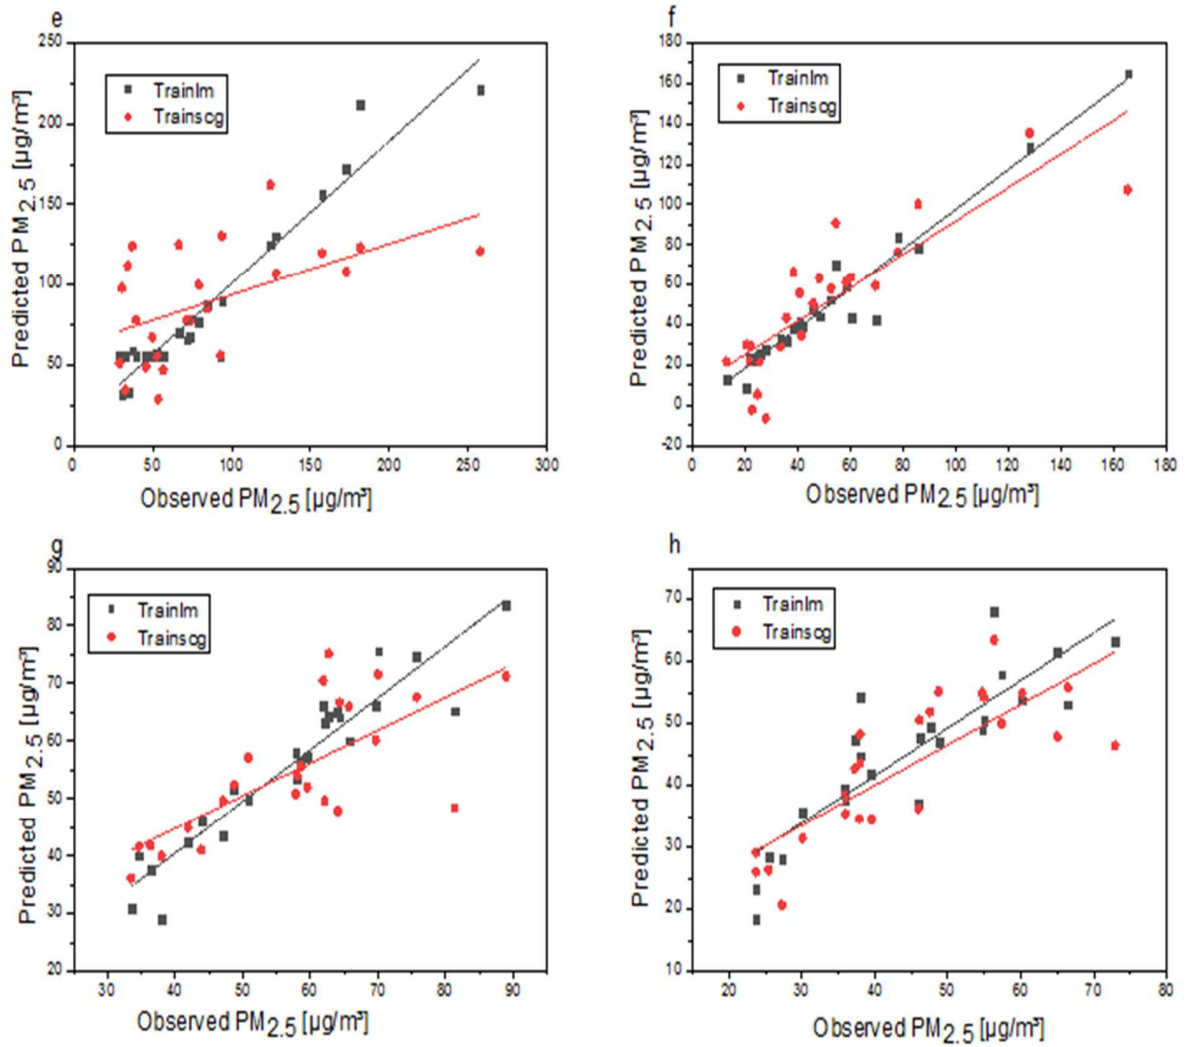 e
250
200
150
100
50
0
Predicted PM2.5 [µg/m³]
Trainlm
Trainscg
0 50 100 150 200 250 300
Observed PM2.5 [µg/m³]
f
180
160
140
120
100
80
60
40
20
0
-20
Predicted PM2.5 [µg/m³]
Trainlm
Trainscg
0 20 40 60 80 100 120 140 160 180
Observed PM2.5 [µg/m³]
g
90
80
70
60
50
40
30
20
Predicted PM2.5 [µg/m³]
Trainlm
Trainscg
30 40 50 60 70 80 90
Observed PM2.5 [µg/m³]
h
70
60
50
40
30
20
10
Predicted PM2.5 [µg/m³]
Trainlm
Trainscg
20 30 40 50 60 70 80
Observed PM2.5 [µg/m³]